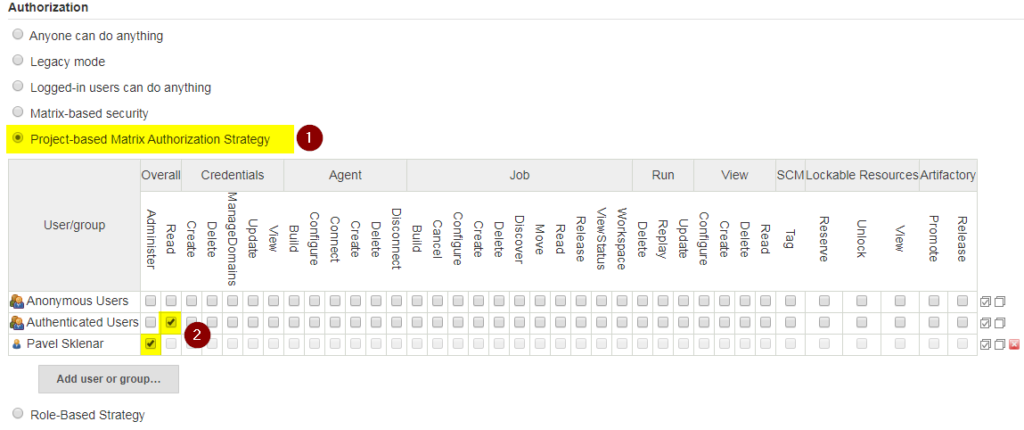 Authorization
Anyone can do anything
Legacy mode
Logged-in users can do anything
Matrix-based security
Project-based Matrix Authorization Strategy 1
User/group Overall Credentials Agent Job Run View SCM Lockable Resources Artifactory
Administer Read Create Delete ManageDomains Update View Build Configure Connect Create Delete Disconnect Build Cancel Configure Create Delete Discover Move Read Release ViewStatus Workspace Delete Replay Update Configure Create Delete Read Tag Reserve Unlock View Promote Release
Anonymous Users
Authenticated Users
2
Pavel Sklenar
Add user or group...
Role-Based Strategy